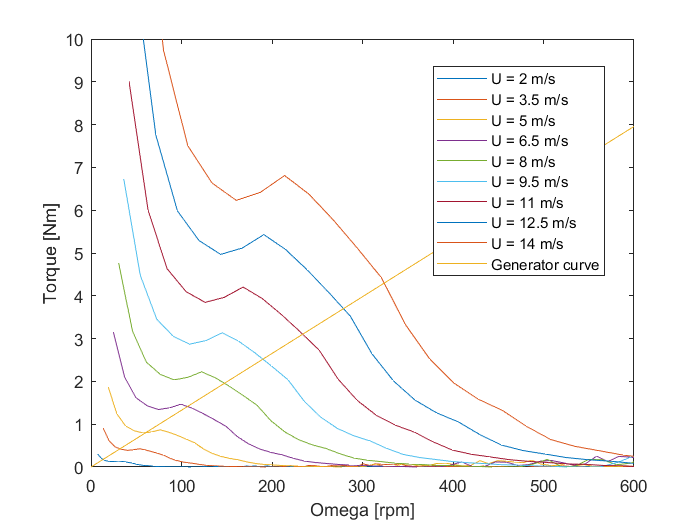 10
9
8
7
6
5
4
3
2
1
0
Torque [Nm]
U = 2 m/s
U = 3.5 m/s
U = 5 m/s
U = 6.5 m/s
U = 8 m/s
U = 9.5 m/s
U = 11 m/s
U = 12.5 m/s
U = 14 m/s
Generator curve
0 100 200 300 400 500 600
Omega [rpm]